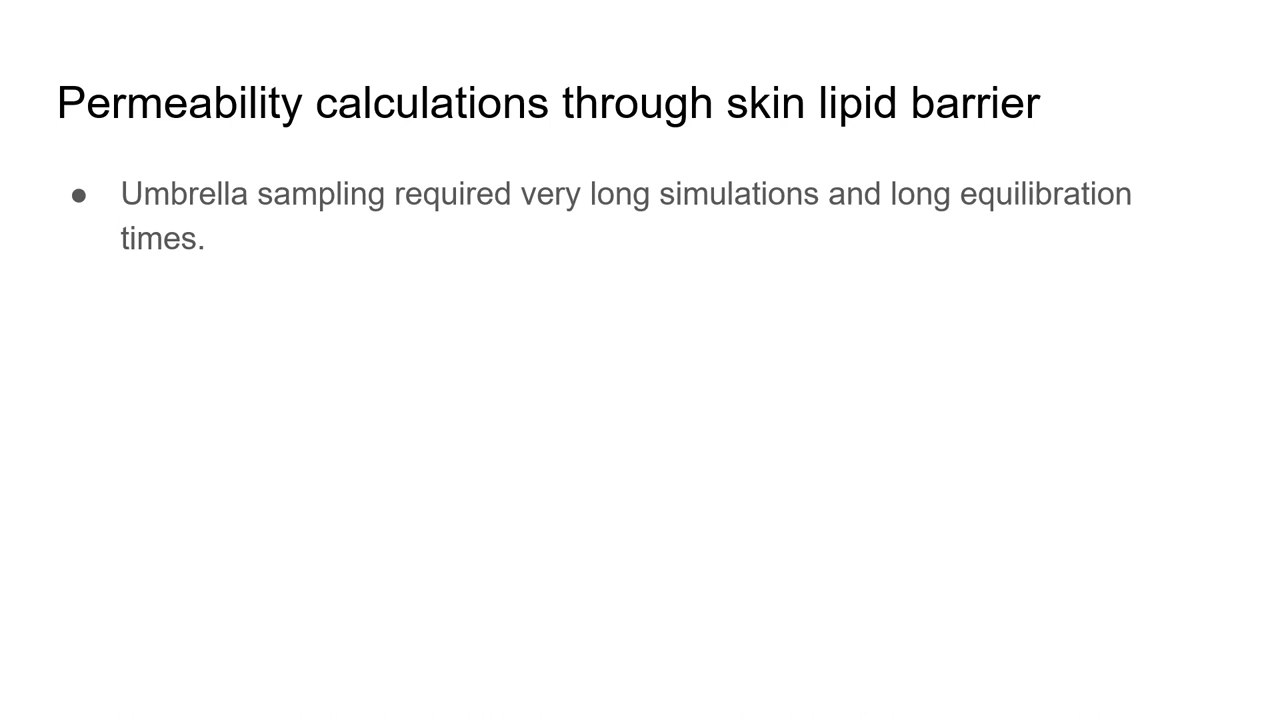 Permeability calculations through skin lipid barrier
● Umbrella sampling required very long simulations and long equilibration
times.